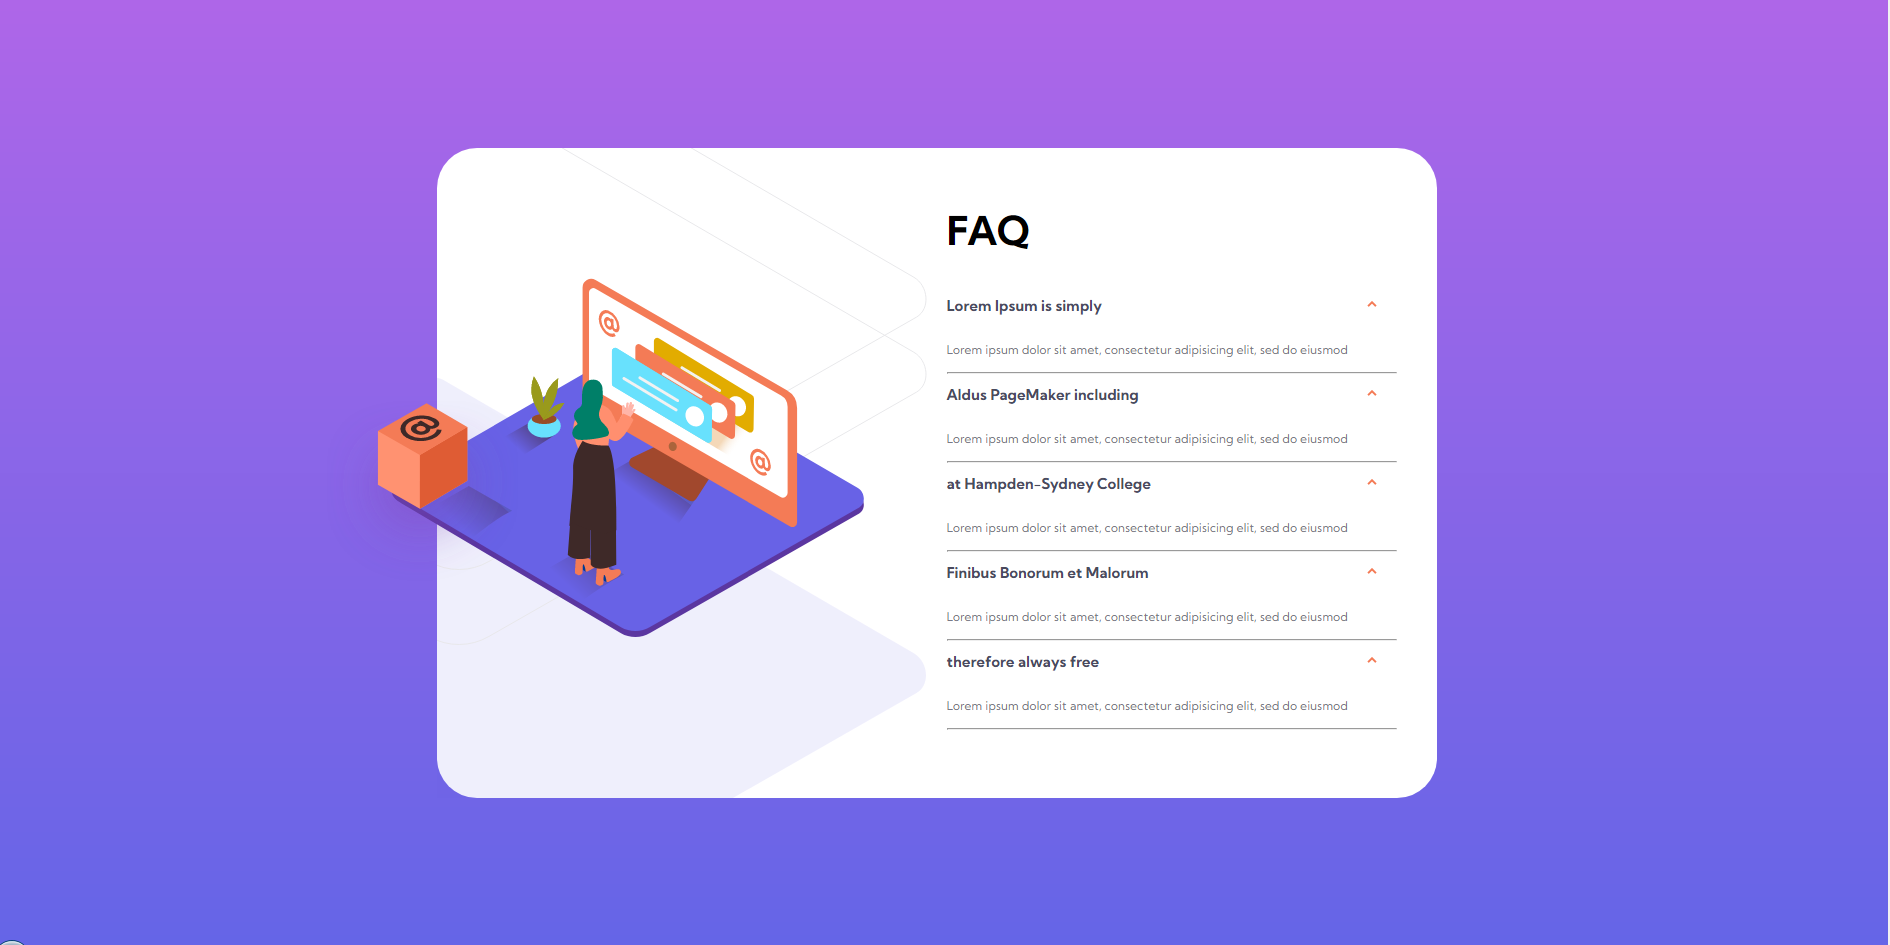 FAQ
Lorem Ipsum is simply
Lorem ipsum dolor sit amet, consectetur adipisicing elit, sed do eiusmod
Aldus PageMaker including
Lorem ipsum dolor sit amet, consectetur adipisicing elit, sed do eiusmod
at Hampden-Sydney College
Lorem ipsum dolor sit amet, consectetur adipisicing elit, sed do eiusmod
Finibus Bonorum et Malorum
Lorem ipsum dolor sit amet, consectetur adipisicing elit, sed do eiusmod
therefore always free
Lorem ipsum dolor sit amet, consectetur adipisicing elit, sed do eiusmod
@
@
@